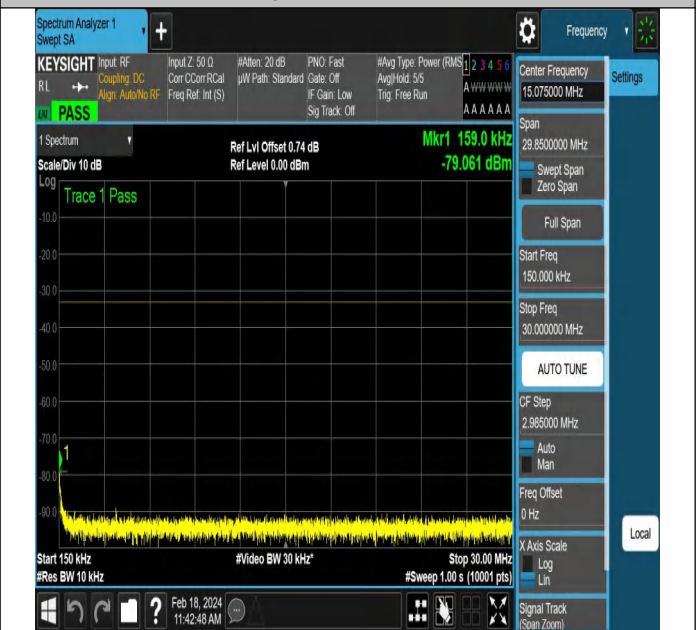 Spectrum Analyzer 1
Swept SA
Frequency
KEYSIGHT
RL
PASS
Input: RF
Coupling: DC
Align: Auto/No RF
Input Z: 50 Ω
Corr CCorr RCal
Freq Ref: Int (S)
#Atten: 20 dB
µW Path: Standard
PNO: Fast
Gate: Off
IF Gain: Low
Sig Track: Off
#Avg Type: Power (RMS
Avg|Hold: 5/5
Trig: Free Run
1 2 3 4 5 6
A W W W W W
A A A A A A
1 Spectrum
Scale/Div 10 dB
Ref Lvl Offset 0.74 dB
Ref Level 0.00 dBm
Mkr1 159.0 kHz
-79.061 dBm
Log
Trace 1 Pass
-10.0
-20.0
-30.0
-40.0
-50.0
-60.0
-70.0
1
-80.0
-90.0
Start 150 kHz
#Res BW 10 kHz
#Video BW 30 kHz*
Stop 30.00 MHz
#Sweep 1.00 s (10001 pts)
Feb 18, 2024
11:42:48 AM
Center Frequency
15.075000 MHz
Settings
Span
29.8500000 MHz
Swept Span
Zero Span
Full Span
Start Freq
150.000 kHz
Stop Freq
30.000000 MHz
AUTO TUNE
CF Step
2.985000 MHz
Auto
Man
Freq Offset
0 Hz
Local
X Axis Scale
Log
Lin
Signal Track
(Span Zoom)